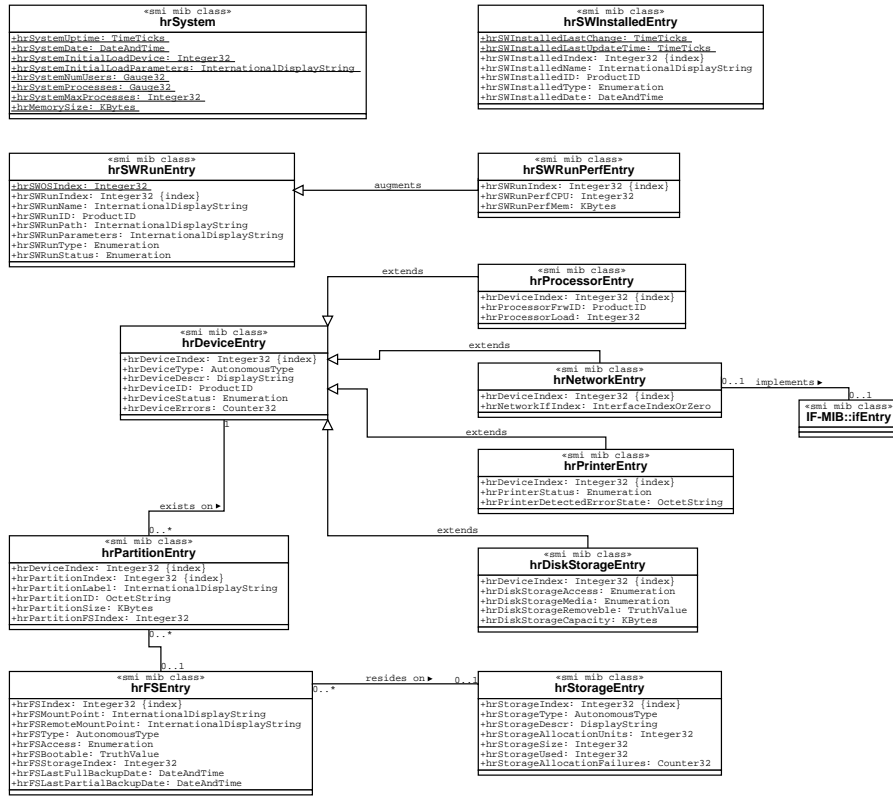 «smi mib class»
hrSystem
+hrSystemUptime: TimeTicks
+hrSystemDate: DateAndTime
+hrSystemInitialLoadDevice: Integer32
+hrSystemInitialLoadParameters: InternationalDisplayString
+hrSystemNumUsers: Gauge32
+hrSystemProcesses: Gauge32
+hrSystemMaxProcesses: Integer32
+hrMemorySize: KBytes
«smi mib class»
hrSWInstalledEntry
+hrSWInstalledLastChange: TimeTicks
+hrSWInstalledLastUpdateTime: TimeTicks
+hrSWInstalledIndex: Integer32 {index}
+hrSWInstalledName: InternationalDisplayString
+hrSWInstalledID: ProductID
+hrSWInstalledType: Enumeration
+hrSWInstalledDate: DateAndTime
«smi mib class»
hrSWRunEntry
+hrSWOSIndex: Integer32
+hrSWRunIndex: Integer32 {index}
+hrSWRunName: InternationalDisplayString
+hrSWRunID: ProductID
+hrSWRunPath: InternationalDisplayString
+hrSWRunParameters: InternationalDisplayString
+hrSWRunType: Enumeration
+hrSWRunStatus: Enumeration
augments
«smi mib class»
hrSWRunPerfEntry
+hrSWRunIndex: Integer32 {index}
+hrSWRunPerfCPU: Integer32
+hrSWRunPerfMem: KBytes
extends
«smi mib class»
hrProcessorEntry
+hrDeviceIndex: Integer32 {index}
+hrProcessorFrwID: ProductID
+hrProcessorLoad: Integer32
«smi mib class»
hrDeviceEntry
+hrDeviceIndex: Integer32 {index}
+hrDeviceType: AutonomousType
+hrDeviceDescr: DisplayString
+hrDeviceID: ProductID
+hrDeviceStatus: Enumeration
+hrDeviceErrors: Counter32
1
extends
«smi mib class»
hrNetworkEntry
+hrDeviceIndex: Integer32 {index}
+hrNetworkIfIndex: InterfaceIndexOrZero
0..1
implements ►
0..1
«smi mib class»
IF-MIB::ifEntry
extends
«smi mib class»
hrPrinterEntry
+hrDeviceIndex: Integer32 {index}
+hrPrinterStatus: Enumeration
+hrPrinterDetectedErrorState: OctetString
exists on ►
0..*
extends
«smi mib class»
hrPartitionEntry
+hrDeviceIndex: Integer32 {index}
+hrPartitionIndex: Integer32 {index}
+hrPartitionLabel: InternationalDisplayString
+hrPartitionID: OctetString
+hrPartitionSize: KBytes
+hrPartitionFSIndex: Integer32
0..*
«smi mib class»
hrDiskStorageEntry
+hrDeviceIndex: Integer32 {index}
+hrDiskStorageAccess: Enumeration
+hrDiskStorageMedia: Enumeration
+hrDiskStorageRemoveble: TruthValue
+hrDiskStorageCapacity: KBytes
0..1
«smi mib class»
hrFSEntry
+hrFSIndex: Integer32 {index}
+hrFSMountPoint: InternationalDisplayString
+hrFSRemoteMountPoint: InternationalDisplayString
+hrFSType: AutonomousType
+hrFSAccess: Enumeration
+hrFSBootable: TruthValue
+hrFSStorageIndex: Integer32
+hrFSLastFullBackupDate: DateAndTime
+hrFSLastPartialBackupDate: DateAndTime
0..*
resides on ►
0..1
«smi mib class»
hrStorageEntry
+hrStorageIndex: Integer32 {index}
+hrStorageType: AutonomousType
+hrStorageDescr: DisplayString
+hrStorageAllocationUnits: Integer32
+hrStorageSize: Integer32
+hrStorageUsed: Integer32
+hrStorageAllocationFailures: Counter32